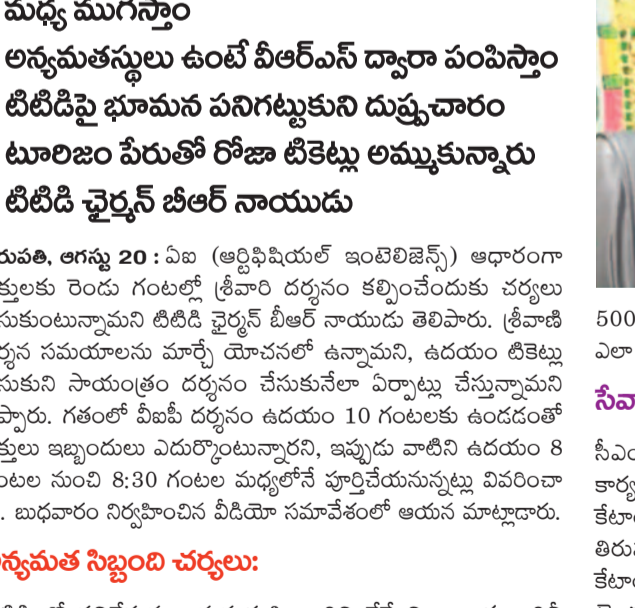 మధ్య ముగిస్తాం
అన్యమతస్థులు ఉంటే వీఆర్ఎస్ ద్వారా పంపిస్తాం
టిటిడిపై భూమన పనిగట్టుకుని దుష్ప్రచారం
టూరిజం పేరుతో రోజా టికెట్లు అమ్ముకున్నారు
టిటిడి ఛైర్మన్ బీఆర్ నాయుడు
రుపతి, ఆగస్టు 20 : ఏఐ (ఆర్టిఫిషియల్ ఇంటెలిజెన్స్) ఆధారంగా
క్తులకు రెండు గంటల్లో శ్రీవారి దర్శనం కల్పించేందుకు చర్యలు
సుకుంటున్నామని టిటిడి ఛైర్మన్ బీఆర్ నాయుడు తెలిపారు. శ్రీవాణి
ర్శన సమయాలను మార్చే యోచనలో ఉన్నామని, ఉదయం టికెట్లు
సుకుని సాయంత్రం దర్శనం చేసుకునేలా ఏర్పాట్లు చేస్తున్నామని
ప్పారు. గతంలో వీఐపీ దర్శనం ఉదయం 10 గంటలకు ఉండడంతో
క్తులు ఇబ్బందులు ఎదుర్కొంటున్నారని, ఇప్పుడు వాటిని ఉదయం 8
ంటల నుంచి 8:30 గంటల మధ్యలోనే పూర్తిచేయనున్నట్లు వివరించా
. బుధవారం నిర్వహించిన వీడియో సమావేశంలో ఆయన మాట్లాడారు.
న్యమత సిబ్బంది చర్యలు:
500
ఎలా
సేవా
సీఎం
కార్య
కేటా
తిరు
కేటా